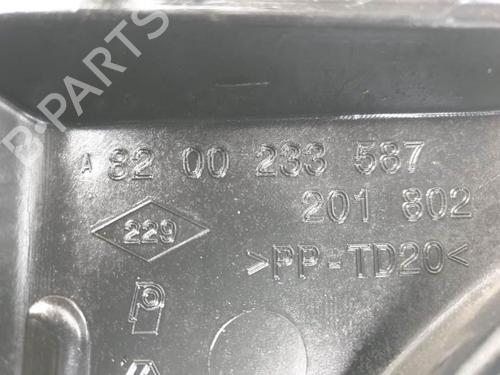 B-PARTS
A 82 00 233 587
201 802
229
>PP-TD20<